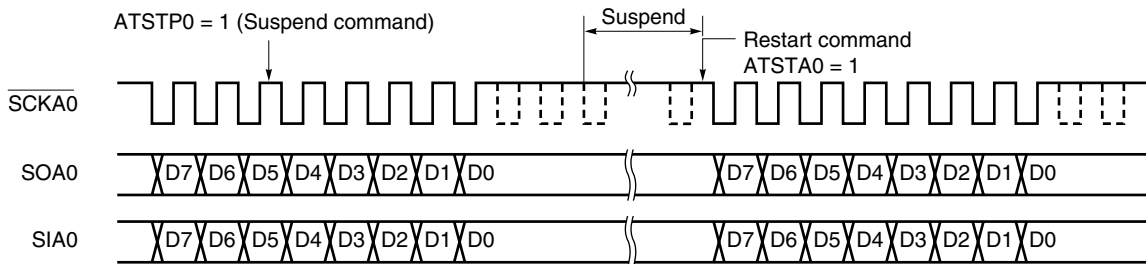 ATSTP0 = 1 (Suspend command)
Suspend
Restart command
ATSTA0 = 1
SCKA0
SOA0
D7 D6 D5 D4 D3 D2 D1 D0
D7 D6 D5 D4 D3 D2 D1 D0
SIA0
D7 D6 D5 D4 D3 D2 D1 D0
D7 D6 D5 D4 D3 D2 D1 D0